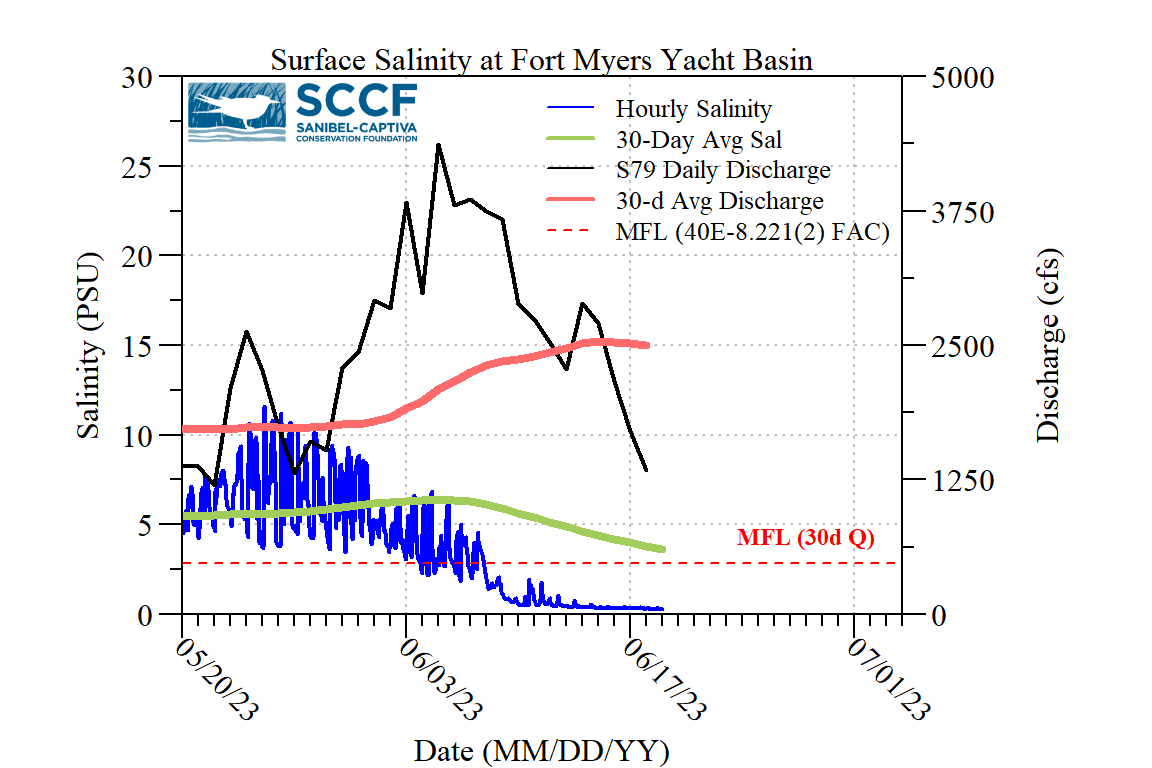 Surface Salinity at Fort Myers Yacht Basin
SCCF
SANIBEL-CAPTIVA
CONSERVATION FOUNDATION
Hourly Salinity
30-Day Avg Sal
S79 Daily Discharge
30-d Avg Discharge
MFL (40E-8.221(2) FAC)
30
25
20
15
10
5
0
Salinity (PSU)
5000
3750
2500
1250
0
Discharge (cfs)
MFL (30d Q)
05/20/23
06/03/23
06/17/23
07/01/23
Date (MM/DD/YY)